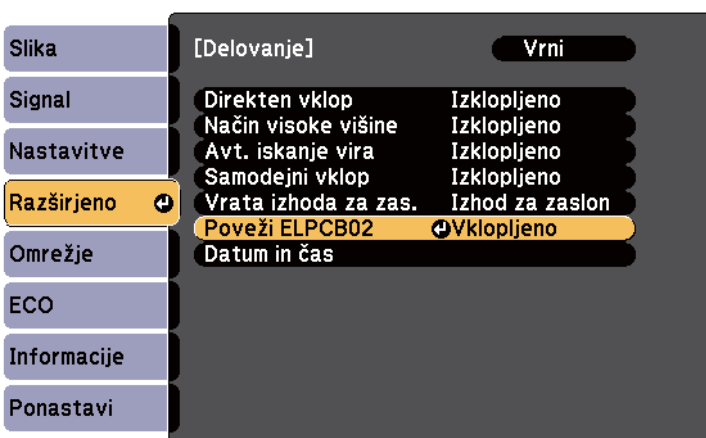 Slika
Signal
Nastavitve
Razširjeno
Omrežje
ECO
Informacije
Ponastavi
[Delovanje] Vrni
Direkten vklop Izklopljeno
Način visoke višine Izklopljeno
Avt. iskanje vira Izklopljeno
Samodejni vklop Izklopljeno
Vrata izhoda za zas. Izhod za zaslon
Poveži ELPCB02 Vklopljeno
Datum in čas